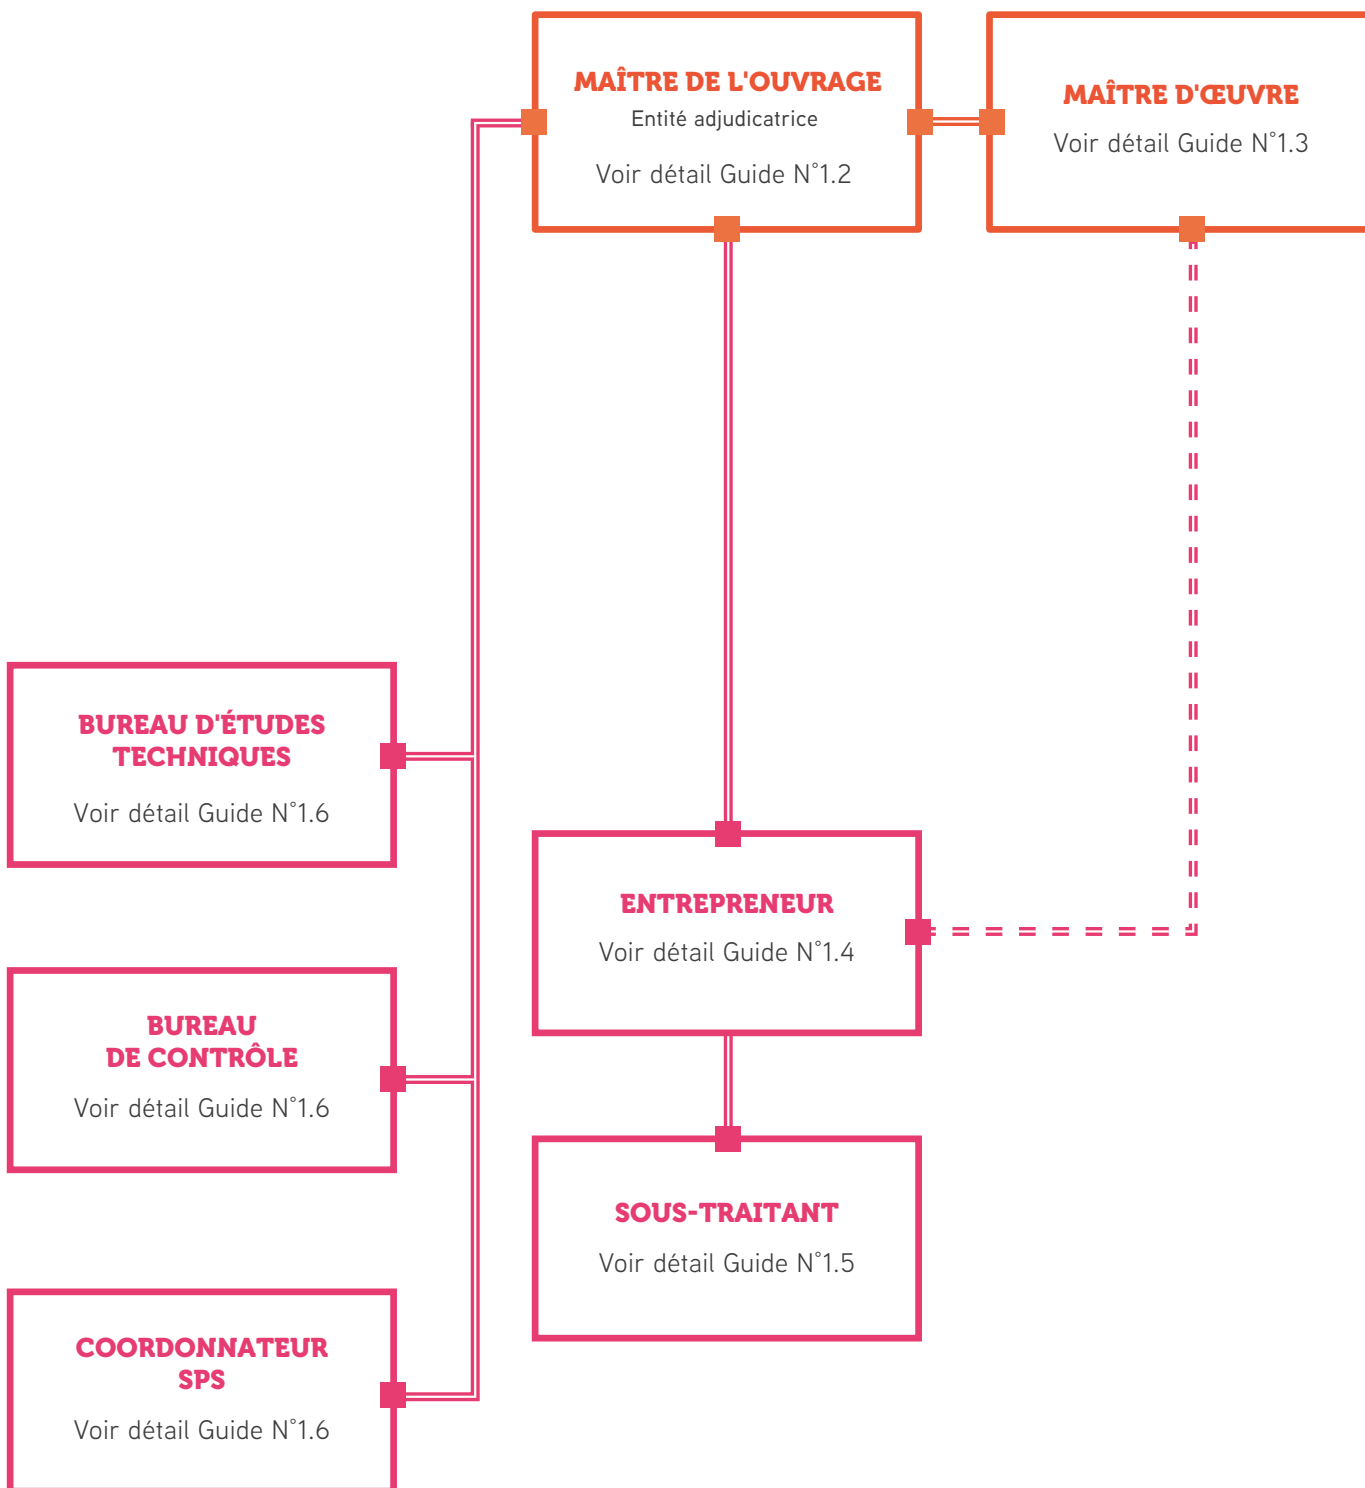 MAÎTRE DE L'OUVRAGE
Entité adjudicatrice
Voir détail Guide N°1.2
MAÎTRE D'ŒUVRE
Voir détail Guide N°1.3
BUREAU D'ÉTUDES
TECHNIQUES
Voir détail Guide N°1.6
ENTREPRENEUR
Voir détail Guide N°1.4
BUREAU
DE CONTRÔLE
Voir détail Guide N°1.6
SOUS-TRAITANT
Voir détail Guide N°1.5
COORDONNATEUR
SPS
Voir détail Guide N°1.6